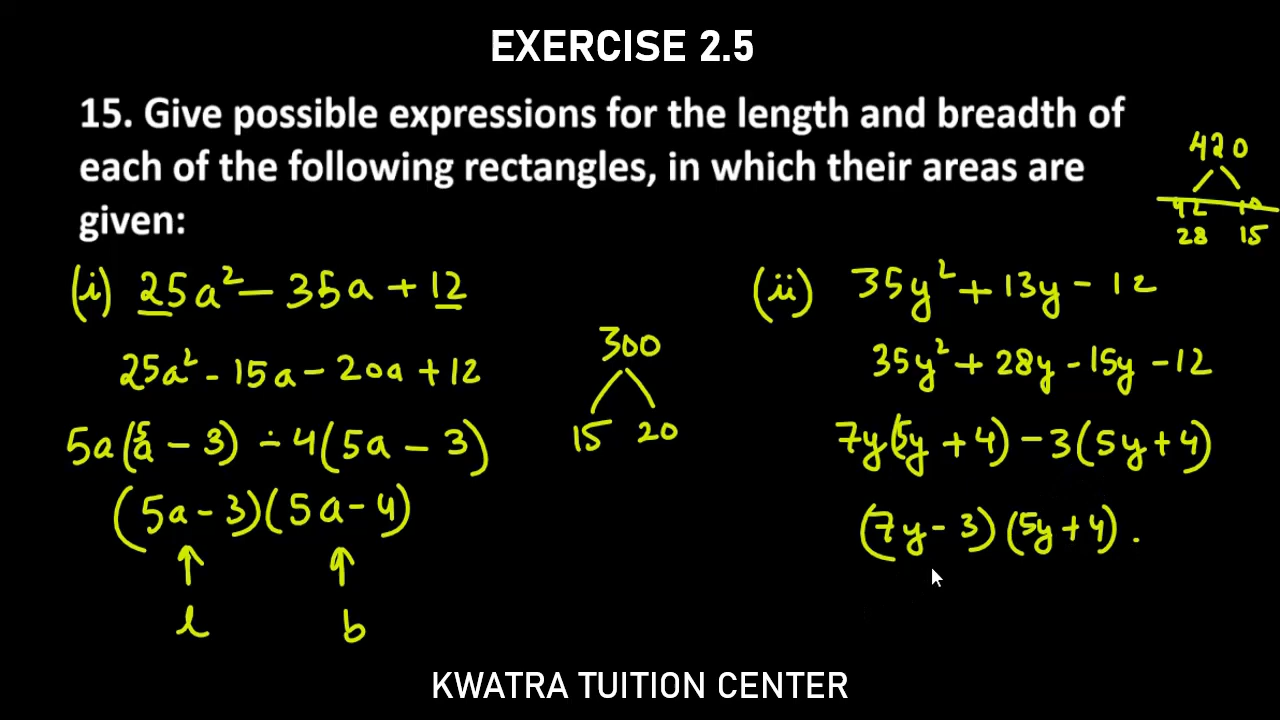 EXERCISE 2.5
15. Give possible expressions for the length and breadth of
each of the following rectangles, in which their areas are
given:
420
42 10
28 15
(i) 25a² - 35a + 12
25a² - 15a - 20a + 12
5a(5a - 3) - 4(5a - 3)
(5a - 3)(5a - 4)
l b
300
15 20
(ii) 35y² + 13y - 12
35y² + 28y - 15y - 12
7y(5y + 4) - 3(5y + 4)
(7y - 3)(5y + 4).
KWATRA TUITION CENTER